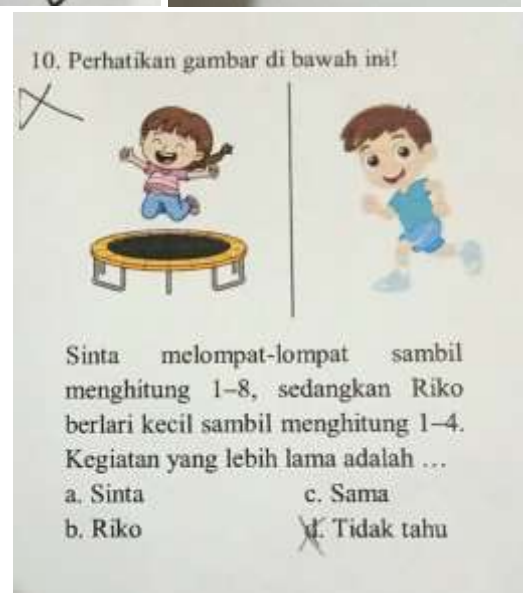 10. Perhatikan gambar di bawah ini!
Sinta melompat-lompat sambil
menghitung 1–8, sedangkan Riko
berlari kecil sambil menghitung 1–4.
Kegiatan yang lebih lama adalah …
a. Sinta c. Sama
b. Riko d. Tidak tahu